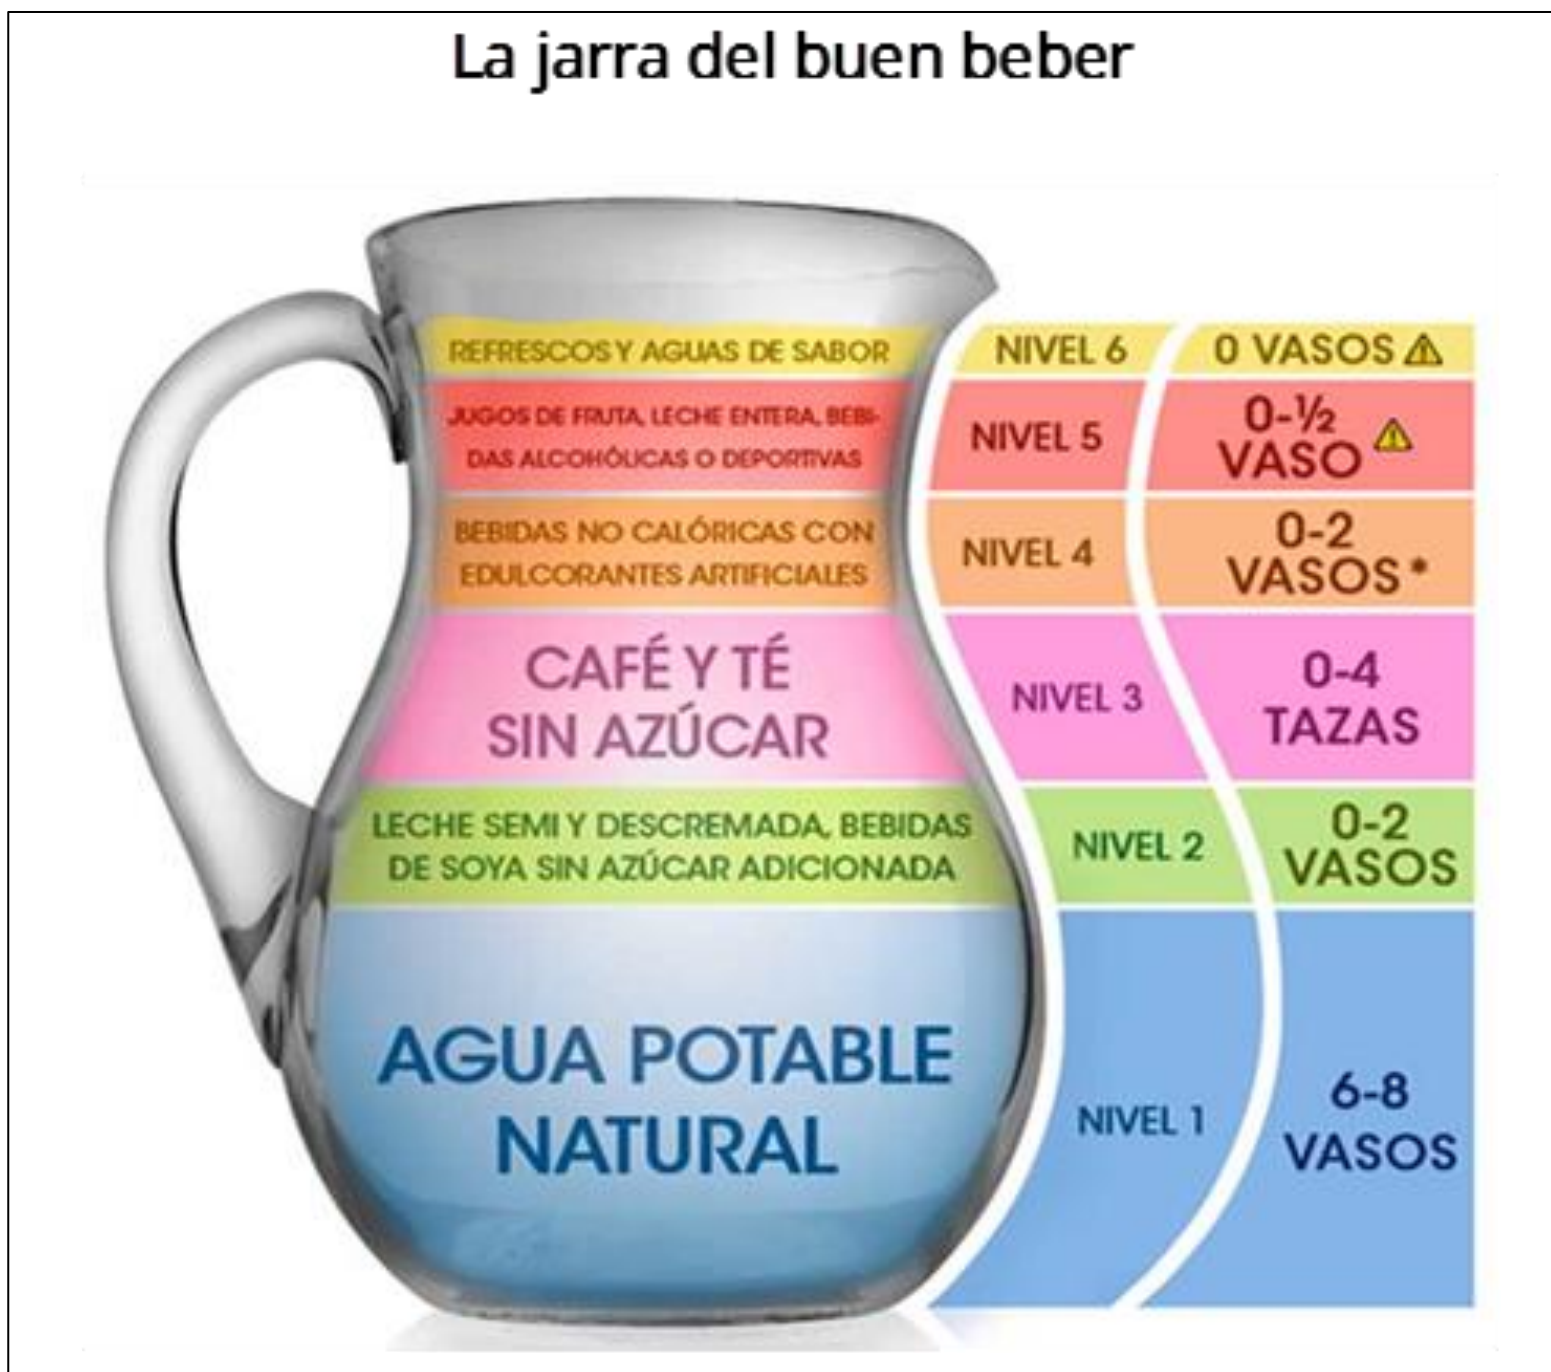 La jarra del buen beber
REFRESCOS Y AGUAS DE SABOR
NIVEL 6
0 VASOS
JUGOS DE FRUTA, LECHE ENTERA, BEBI-
DAS ALCOHÓLICAS O DEPORTIVAS
NIVEL 5
0-½
VASO
BEBIDAS NO CALÓRICAS CON
EDULCORANTES ARTIFICIALES
NIVEL 4
0-2
VASOS*
CAFÉ Y TÉ
SIN AZÚCAR
NIVEL 3
0-4
TAZAS
LECHE SEMI Y DESCREMADA, BEBIDAS
DE SOYA SIN AZÚCAR ADICIONADA
NIVEL 2
0-2
VASOS
AGUA POTABLE
NATURAL
NIVEL 1
6-8
VASOS